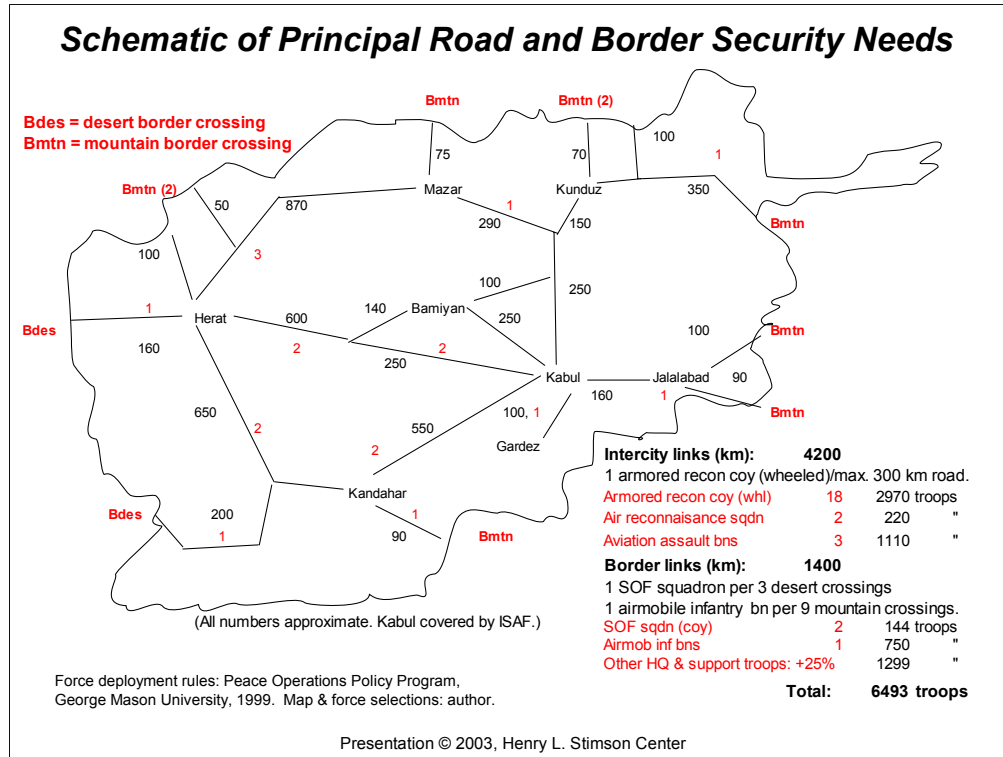 Schematic of Principal Road and Border Security Needs
Bdes = desert border crossing
Bmtn = mountain border crossing
Bmtn
Bmtn (2)
100
75
70
1
Bmtn (2)
Mazar
Kunduz
350
50
870
1
290
150
Bmtn
100
3
100
250
1
140
Bamiyan
Herat
600
250
100
Bmtn
Bdes
2
2
160
250
Kabul
Jalalabad
90
160
1
650
100, 1
Bmtn
550
2
2
Gardez
Kandahar
Bdes
200
1
1
90
Bmtn
Intercity links (km): 4200
1 armored recon coy (wheeled)/max. 300 km road.
Armored recon coy (whl) 18 2970 troops
Air reconnaisance sqdn 2 220 "
Aviation assault bns 3 1110 "
Border links (km): 1400
1 SOF squadron per 3 desert crossings
1 airmobile infantry bn per 9 mountain crossings.
SOF sqdn (coy) 2 144 troops
Airmob inf bns 1 750 "
Other HQ & support troops: +25% 1299 "
Total: 6493 troops
(All numbers approximate. Kabul covered by ISAF.)
Force deployment rules: Peace Operations Policy Program,
George Mason University, 1999. Map & force selections: author.
Presentation © 2003, Henry L. Stimson Center